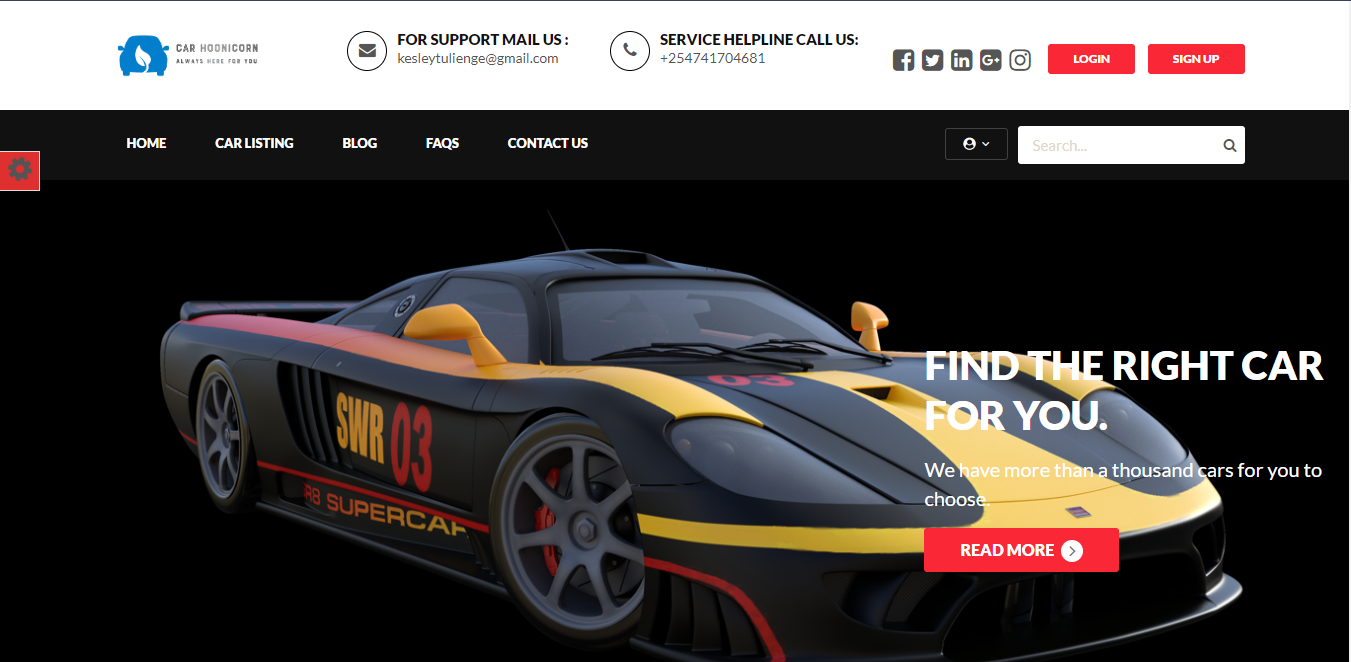 CAR HOONICORN
ALWAYS HERE FOR YOU
FOR SUPPORT MAIL US :
kesleytulienge@gmail.com
SERVICE HELPLINE CALL US:
+254741704681
LOGIN
SIGN UP
HOME
CAR LISTING
BLOG
FAQS
CONTACT US
Search...
FIND THE RIGHT CAR
FOR YOU.
We have more than a thousand cars for you to
choose.
READ MORE
03
SWR 03
R8 SUPERCAR